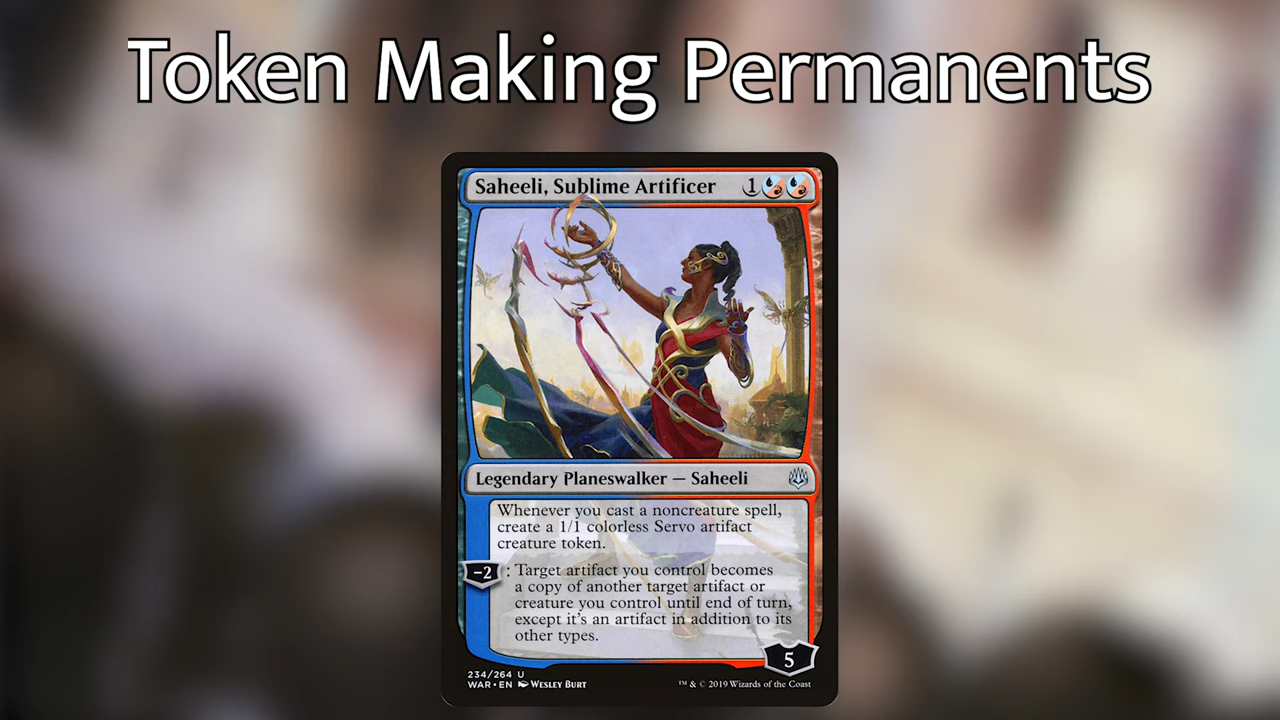 Token Making Permanents
Saheeli, Sublime Artificer 1
Legendary Planeswalker — Saheeli
Whenever you cast a noncreature spell,
create a 1/1 colorless Servo artifact
creature token.
−2 : Target artifact you control becomes
a copy of another target artifact or
creature you control until end of turn,
except it's an artifact in addition to its
other types.
5
234/264 U
WAR • EN Wesley Burt
™ & © 2019 Wizards of the Coast